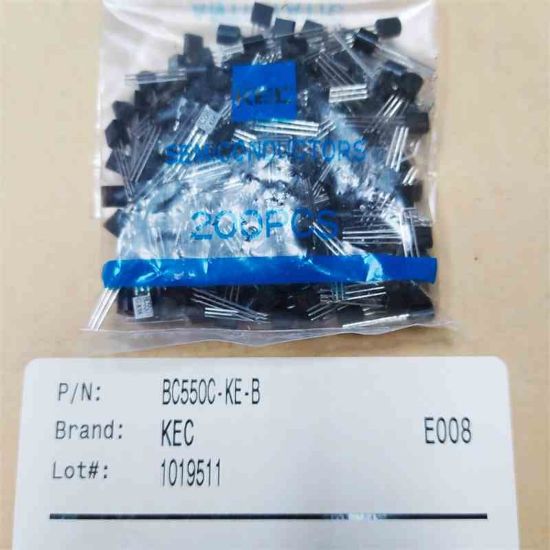 KEC
SEMICONDUCTORS
200PCS
P/N: BC550C-KE-B
Brand: KEC E008
Lot#: 1019511